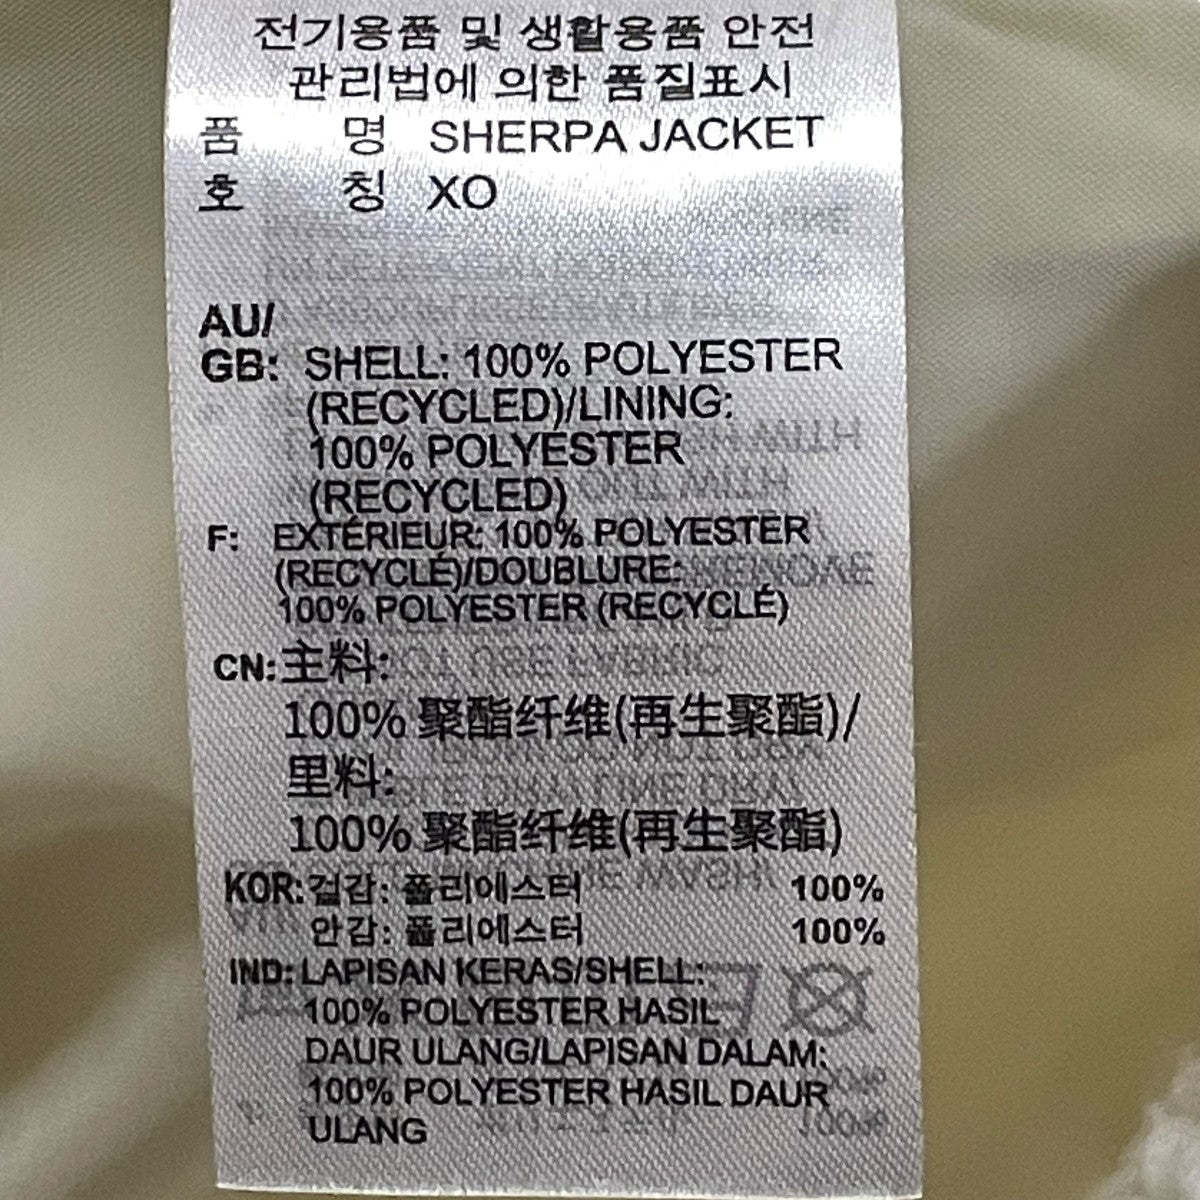 전기용품 및 생활용품 안전
관리법에 의한 품질표시
품 명 SHERPA JACKET
호 칭 XO
AU/
GB: SHELL: 100% POLYESTER
(RECYCLED)/LINING:
100% POLYESTER
(RECYCLED)
F: EXTÉRIEUR: 100% POLYESTER
(RECYCLÉ)/DOUBLURE:
100% POLYESTER (RECYCLÉ)
CN: 主料:
100% 聚酯纤维(再生聚酯)/
里料:
100% 聚酯纤维(再生聚酯)
KOR: 겉감: 폴리에스터 100%
안감: 폴리에스터 100%
IND: LAPISAN KERAS/SHELL:
100% POLYESTER HASIL
DAUR ULANG/LAPISAN DALAM:
100% POLYESTER HASIL DAUR
ULANG